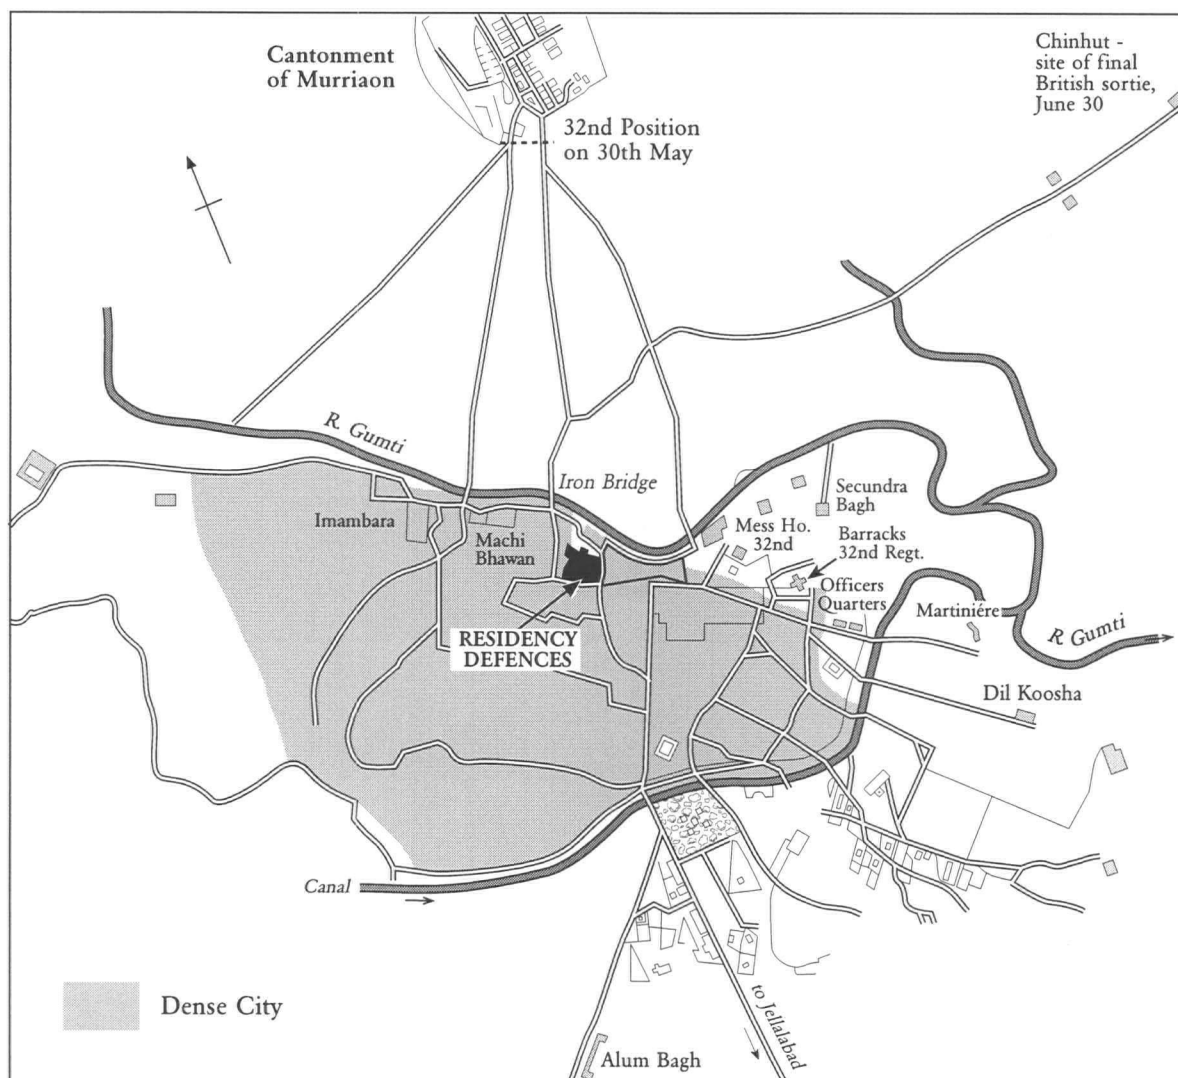 Cantonment
of Murriaon
Chinhut -
site of final
British sortie,
June 30
32nd Position
on 30th May
R. Gumti
Iron Bridge
Secundra
Bagh
Imambara
Machi
Bhawan
Mess Ho.
32nd
Barracks
32nd Regt.
Officers
Quarters
Martiniére
RESIDENCY
DEFENCES
R Gumti
Dil Koosha
Canal
Dense City
to Jellalabad
Alum Bagh